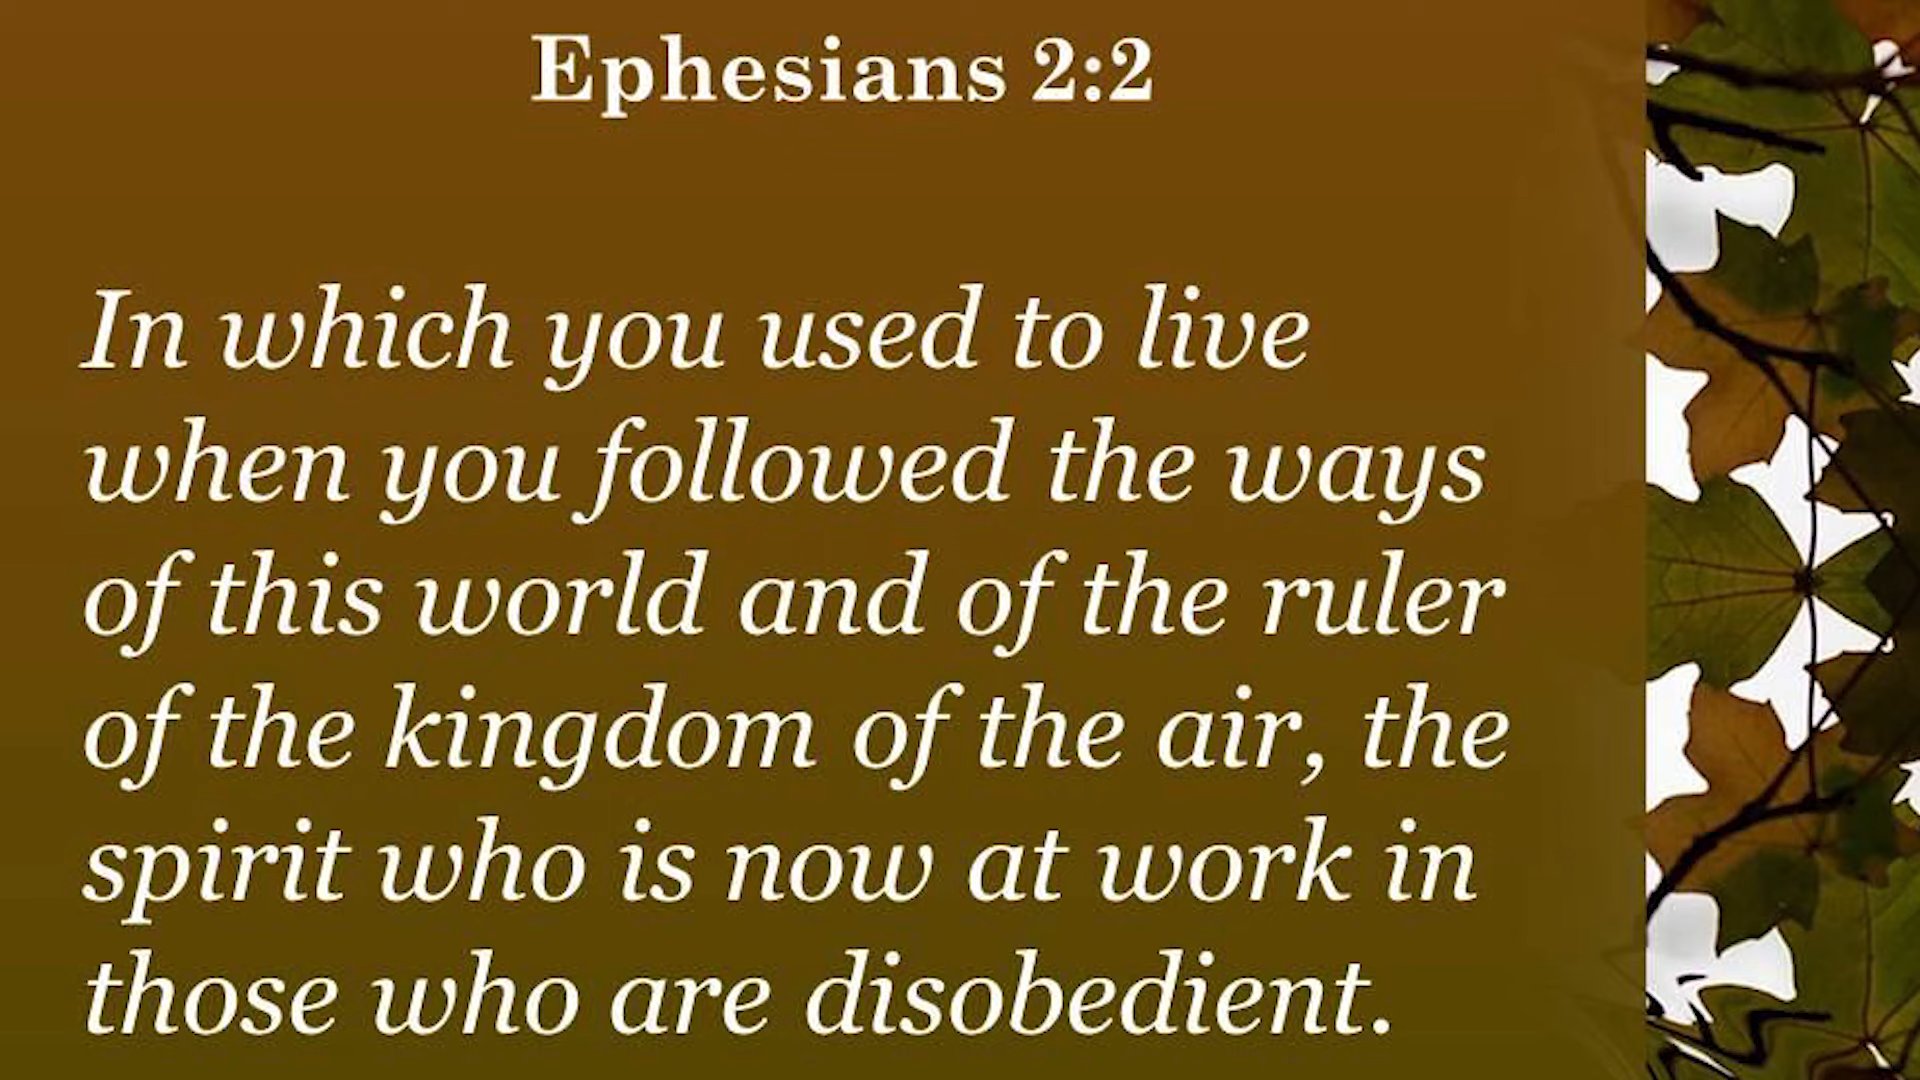 Ephesians 2:2
In which you used to live
when you followed the ways
of this world and of the ruler
of the kingdom of the air, the
spirit who is now at work in
those who are disobedient.